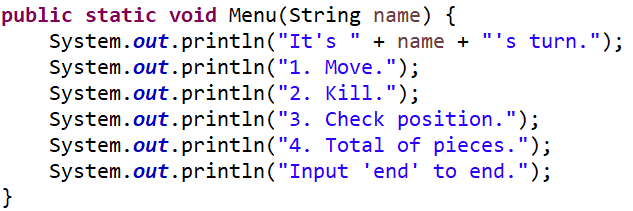 public static void Menu(String name) {
    System.out.println("It's " + name + "'s turn.");
    System.out.println("1. Move.");
    System.out.println("2. Kill.");
    System.out.println("3. Check position.");
    System.out.println("4. Total of pieces.");
    System.out.println("Input 'end' to end.");
}